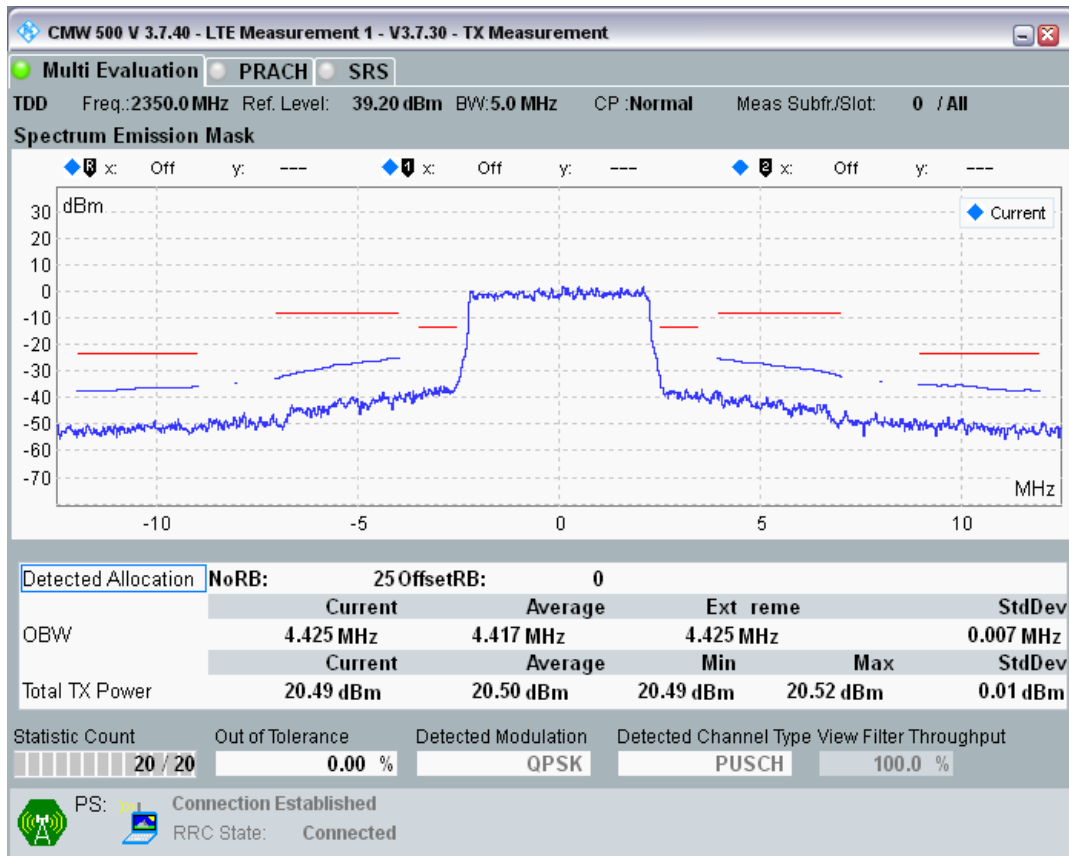 CMW 500 V 3.7.40 - LTE Measurement 1 - V3.7.30 - TX Measurement
Multi Evaluation PRACH SRS
TDD Freq.:2350.0 MHz Ref. Level: 39.20 dBm BW:5.0 MHz CP :Normal Meas Subfr./Slot: 0 / All
Spectrum Emission Mask
R x: Off y: --- 1 x: Off y: --- 2 x: Off y: ---
dBm
Current
30
20
10
0
-10
-20
-30
-40
-50
-60
-70
MHz
-10 -5 0 5 10
Detected Allocation NoRB: 25 OffsetRB: 0
Current Average Ext reme StdDev
OBW 4.425 MHz 4.417 MHz 4.425 MHz 0.007 MHz
Current Average Min Max StdDev
Total TX Power 20.49 dBm 20.50 dBm 20.49 dBm 20.52 dBm 0.01 dBm
Statistic Count Out of Tolerance Detected Modulation Detected Channel Type View Filter Throughput
20 / 20 0.00 % QPSK PUSCH 100.0 %
PS: Connection Established
RRC State: Connected